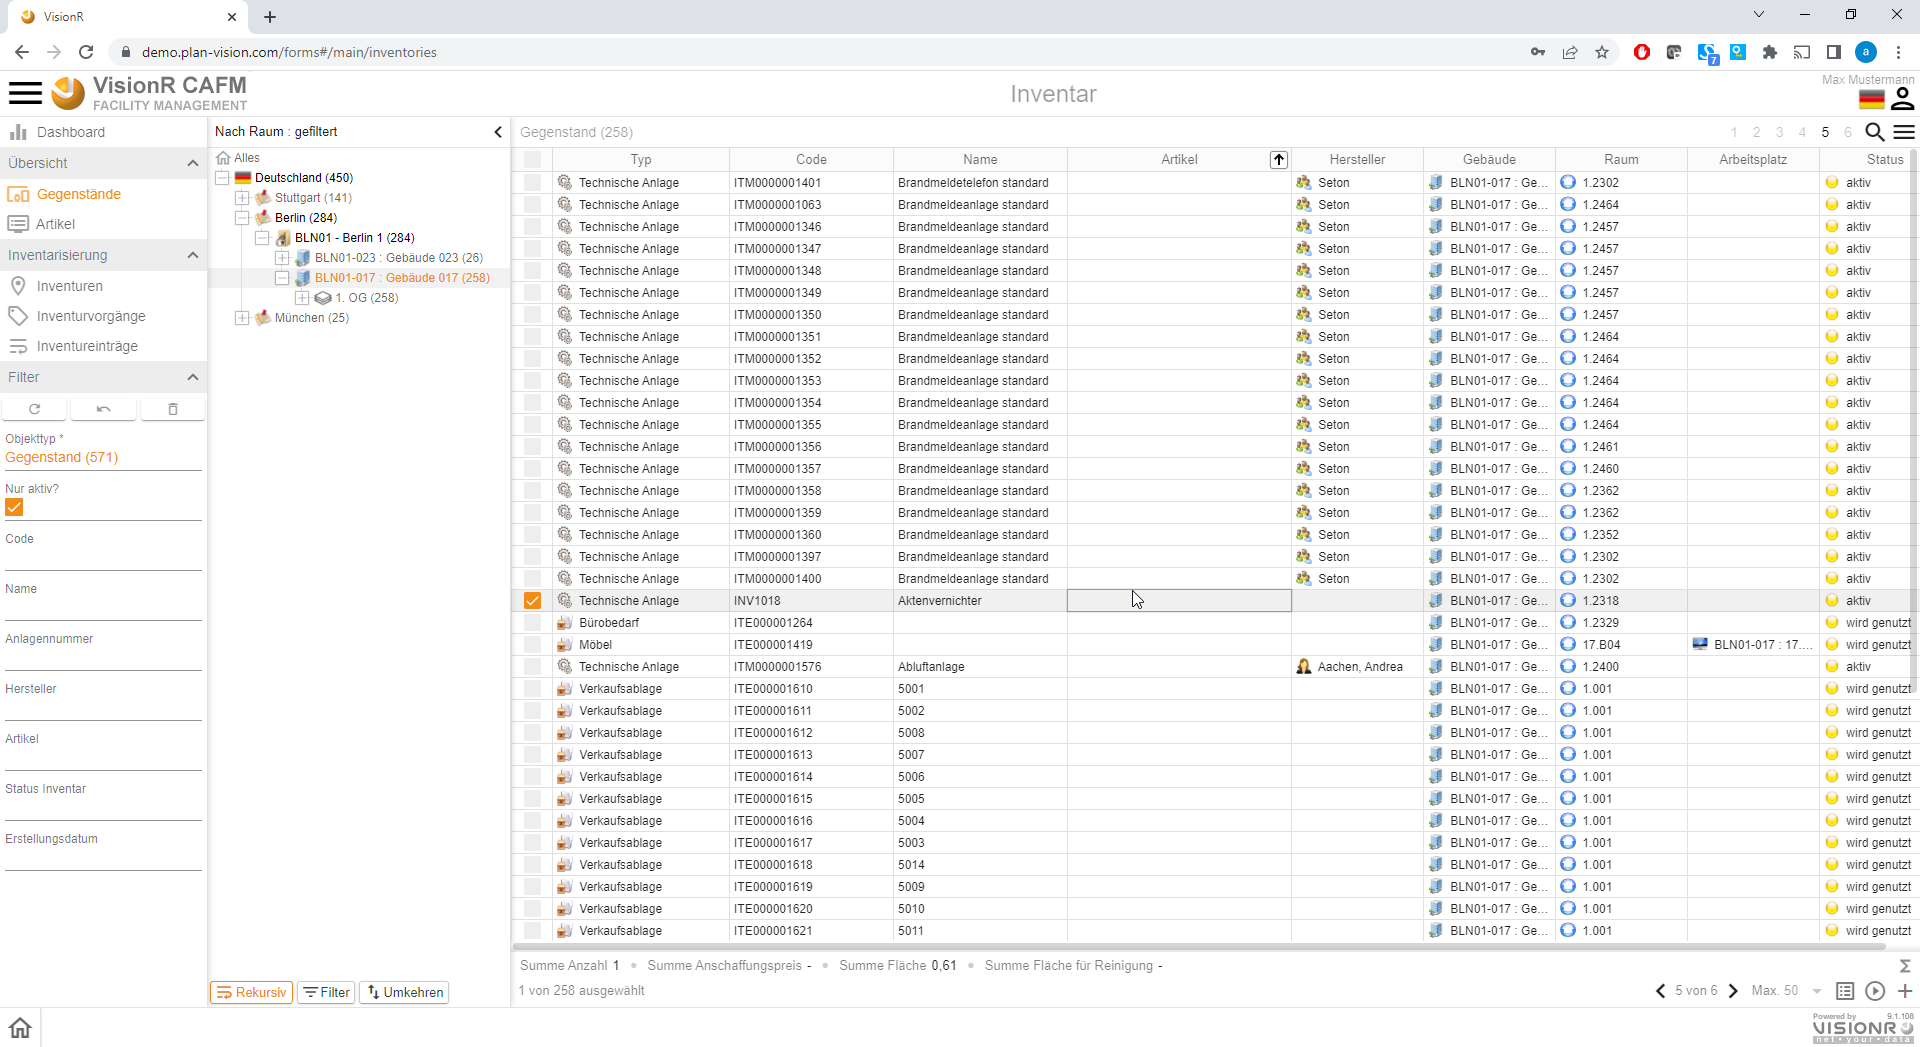 VisionR
demo.plan-vision.com/forms#/main/inventories
7
a
VisionR CAFM
FACILITY MANAGEMENT
Inventar
Max Mustermann
Dashboard
Übersicht
Gegenstände
Artikel
Inventarisierung
Inventuren
Inventurvorgänge
Inventureinträge
Filter
Objekttyp *
Gegenstand (571)
Nur aktiv?
Code
Name
Anlagennummer
Hersteller
Artikel
Status Inventar
Erstellungsdatum
Nach Raum : gefiltert
Alles
Deutschland (450)
Stuttgart (141)
Berlin (284)
BLN01 - Berlin 1 (284)
BLN01-023 : Gebäude 023 (26)
BLN01-017 : Gebäude 017 (258)
1. OG (258)
München (25)
Rekursiv Filter Umkehren
Gegenstand (258) 1 2 3 4 5 6
Typ Code Name Artikel Hersteller Gebäude Raum Arbeitsplatz Status
Technische Anlage ITM0000001401 Brandmeldetelefon standard Seton BLN01-017 : Ge... 1.2302 aktiv
Technische Anlage ITM0000001063 Brandmeldeanlage standard Seton BLN01-017 : Ge... 1.2464 aktiv
Technische Anlage ITM0000001346 Brandmeldeanlage standard Seton BLN01-017 : Ge... 1.2457 aktiv
Technische Anlage ITM0000001347 Brandmeldeanlage standard Seton BLN01-017 : Ge... 1.2457 aktiv
Technische Anlage ITM0000001348 Brandmeldeanlage standard Seton BLN01-017 : Ge... 1.2457 aktiv
Technische Anlage ITM0000001349 Brandmeldeanlage standard Seton BLN01-017 : Ge... 1.2457 aktiv
Technische Anlage ITM0000001350 Brandmeldeanlage standard Seton BLN01-017 : Ge... 1.2457 aktiv
Technische Anlage ITM0000001351 Brandmeldeanlage standard Seton BLN01-017 : Ge... 1.2464 aktiv
Technische Anlage ITM0000001352 Brandmeldeanlage standard Seton BLN01-017 : Ge... 1.2464 aktiv
Technische Anlage ITM0000001353 Brandmeldeanlage standard Seton BLN01-017 : Ge... 1.2464 aktiv
Technische Anlage ITM0000001354 Brandmeldeanlage standard Seton BLN01-017 : Ge... 1.2464 aktiv
Technische Anlage ITM0000001355 Brandmeldeanlage standard Seton BLN01-017 : Ge... 1.2464 aktiv
Technische Anlage ITM0000001356 Brandmeldeanlage standard Seton BLN01-017 : Ge... 1.2461 aktiv
Technische Anlage ITM0000001357 Brandmeldeanlage standard Seton BLN01-017 : Ge... 1.2460 aktiv
Technische Anlage ITM0000001358 Brandmeldeanlage standard Seton BLN01-017 : Ge... 1.2362 aktiv
Technische Anlage ITM0000001359 Brandmeldeanlage standard Seton BLN01-017 : Ge... 1.2362 aktiv
Technische Anlage ITM0000001360 Brandmeldeanlage standard Seton BLN01-017 : Ge... 1.2352 aktiv
Technische Anlage ITM0000001397 Brandmeldeanlage standard Seton BLN01-017 : Ge... 1.2302 aktiv
Technische Anlage ITM0000001400 Brandmeldeanlage standard Seton BLN01-017 : Ge... 1.2302 aktiv
Technische Anlage INV1018 Aktenvernichter BLN01-017 : Ge... 1.2318 aktiv
Bürobedarf ITE000001264 BLN01-017 : Ge... 1.2329 wird genutzt
Möbel ITE000001419 BLN01-017 : Ge... 17.B04 BLN01-017 : 17.... wird genutzt
Technische Anlage ITM0000001576 Abluftanlage Aachen, Andrea BLN01-017 : Ge... 1.2400 aktiv
Verkaufsablage ITE000001610 5001 BLN01-017 : Ge... 1.001 wird genutzt
Verkaufsablage ITE000001611 5002 BLN01-017 : Ge... 1.001 wird genutzt
Verkaufsablage ITE000001612 5008 BLN01-017 : Ge... 1.001 wird genutzt
Verkaufsablage ITE000001613 5007 BLN01-017 : Ge... 1.001 wird genutzt
Verkaufsablage ITE000001614 5006 BLN01-017 : Ge... 1.001 wird genutzt
Verkaufsablage ITE000001615 5005 BLN01-017 : Ge... 1.001 wird genutzt
Verkaufsablage ITE000001616 5004 BLN01-017 : Ge... 1.001 wird genutzt
Verkaufsablage ITE000001617 5003 BLN01-017 : Ge... 1.001 wird genutzt
Verkaufsablage ITE000001618 5014 BLN01-017 : Ge... 1.001 wird genutzt
Verkaufsablage ITE000001619 5009 BLN01-017 : Ge... 1.001 wird genutzt
Verkaufsablage ITE000001620 5010 BLN01-017 : Ge... 1.001 wird genutzt
Verkaufsablage ITE000001621 5011 BLN01-017 : Ge... 1.001 wird genutzt
Summe Anzahl 1 • Summe Anschaffungspreis - • Summe Fläche 0,61 • Summe Fläche für Reinigung - Σ
1 von 258 ausgewählt 5 von 6 Max. 50
Powered by 9.1.108
VISIONR
net • your • data